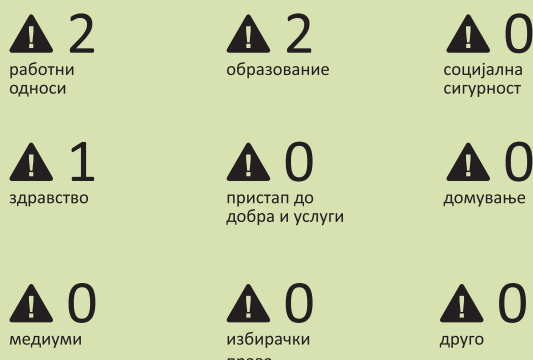 2
работни
односи
2
образование
0
социјална
сигурност
1
здравство
0
пристап до
добра и услуги
0
домување
0
медиуми
0
избирачки
права
0
друго